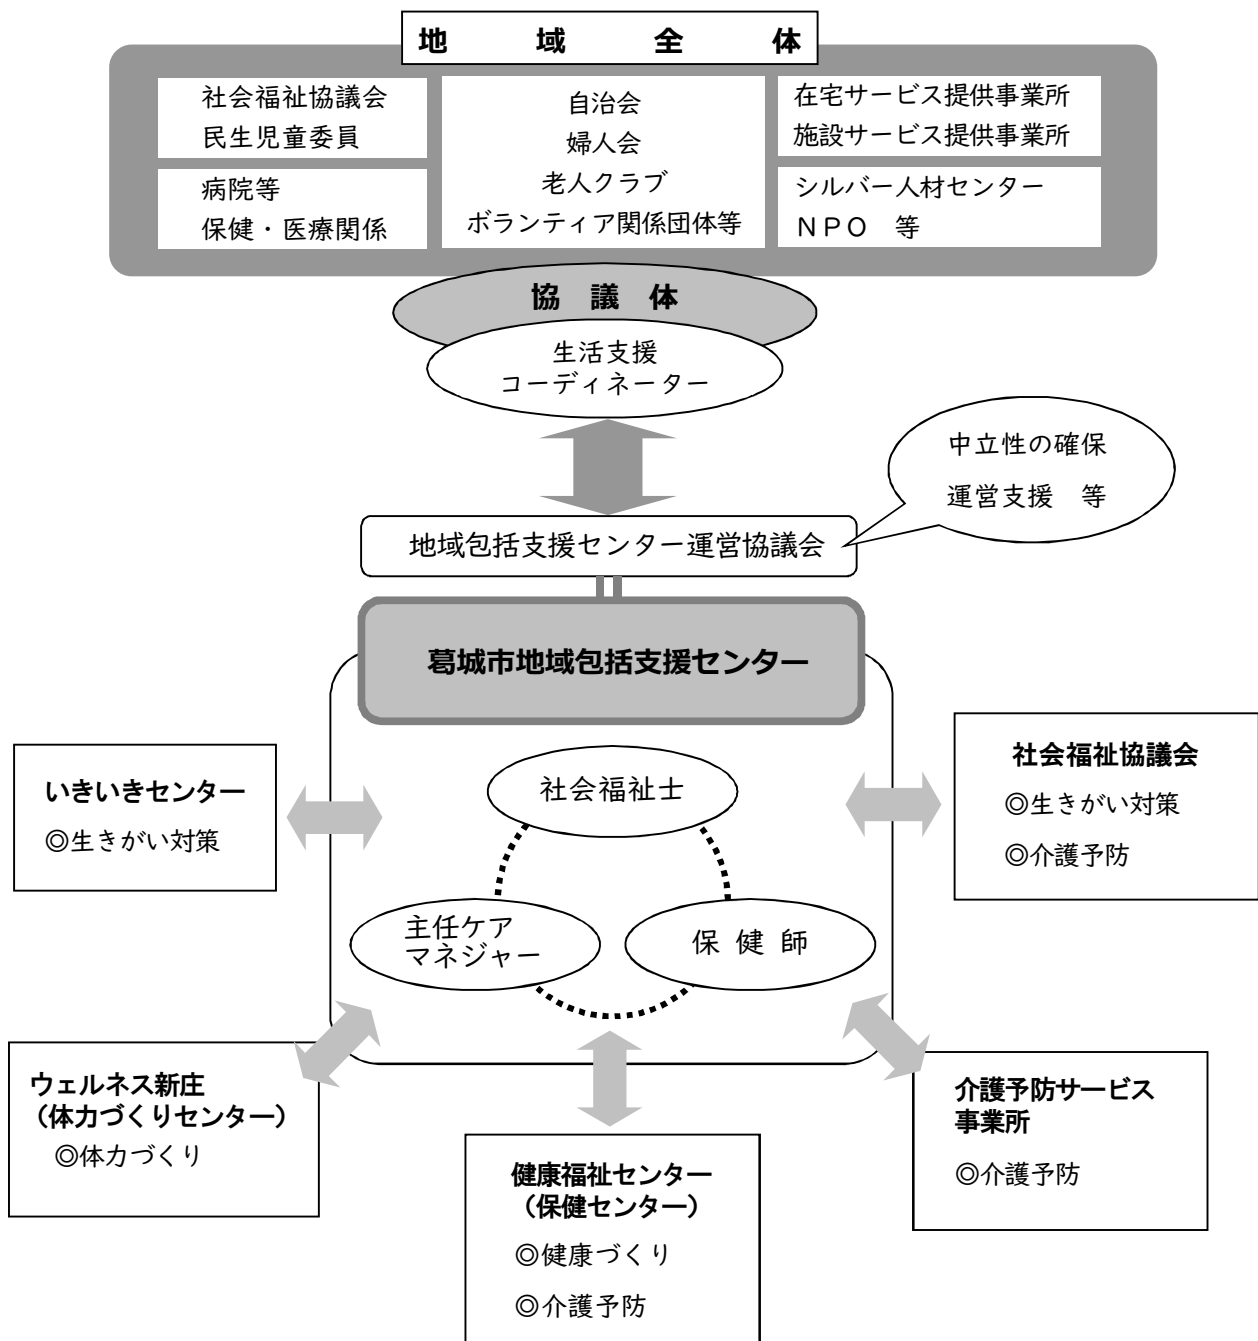 地域全体
社会福祉協議会
民生児童委員
病院等
保健・医療関係
自治会
婦人会
老人クラブ
ボランティア関係団体等
在宅サービス提供事業所
施設サービス提供事業所
シルバー人材センター
ＮＰＯ　等
協議体
生活支援
コーディネーター
中立性の確保
運営支援　等
地域包括支援センター運営協議会
葛城市地域包括支援センター
いきいきセンター
◎生きがい対策
社会福祉士
主任ケア
マネジャー
保健師
社会福祉協議会
◎生きがい対策
◎介護予防
ウェルネス新庄
（体力づくりセンター）
◎体力づくり
健康福祉センター
（保健センター）
◎健康づくり
◎介護予防
介護予防サービス
事業所
◎介護予防